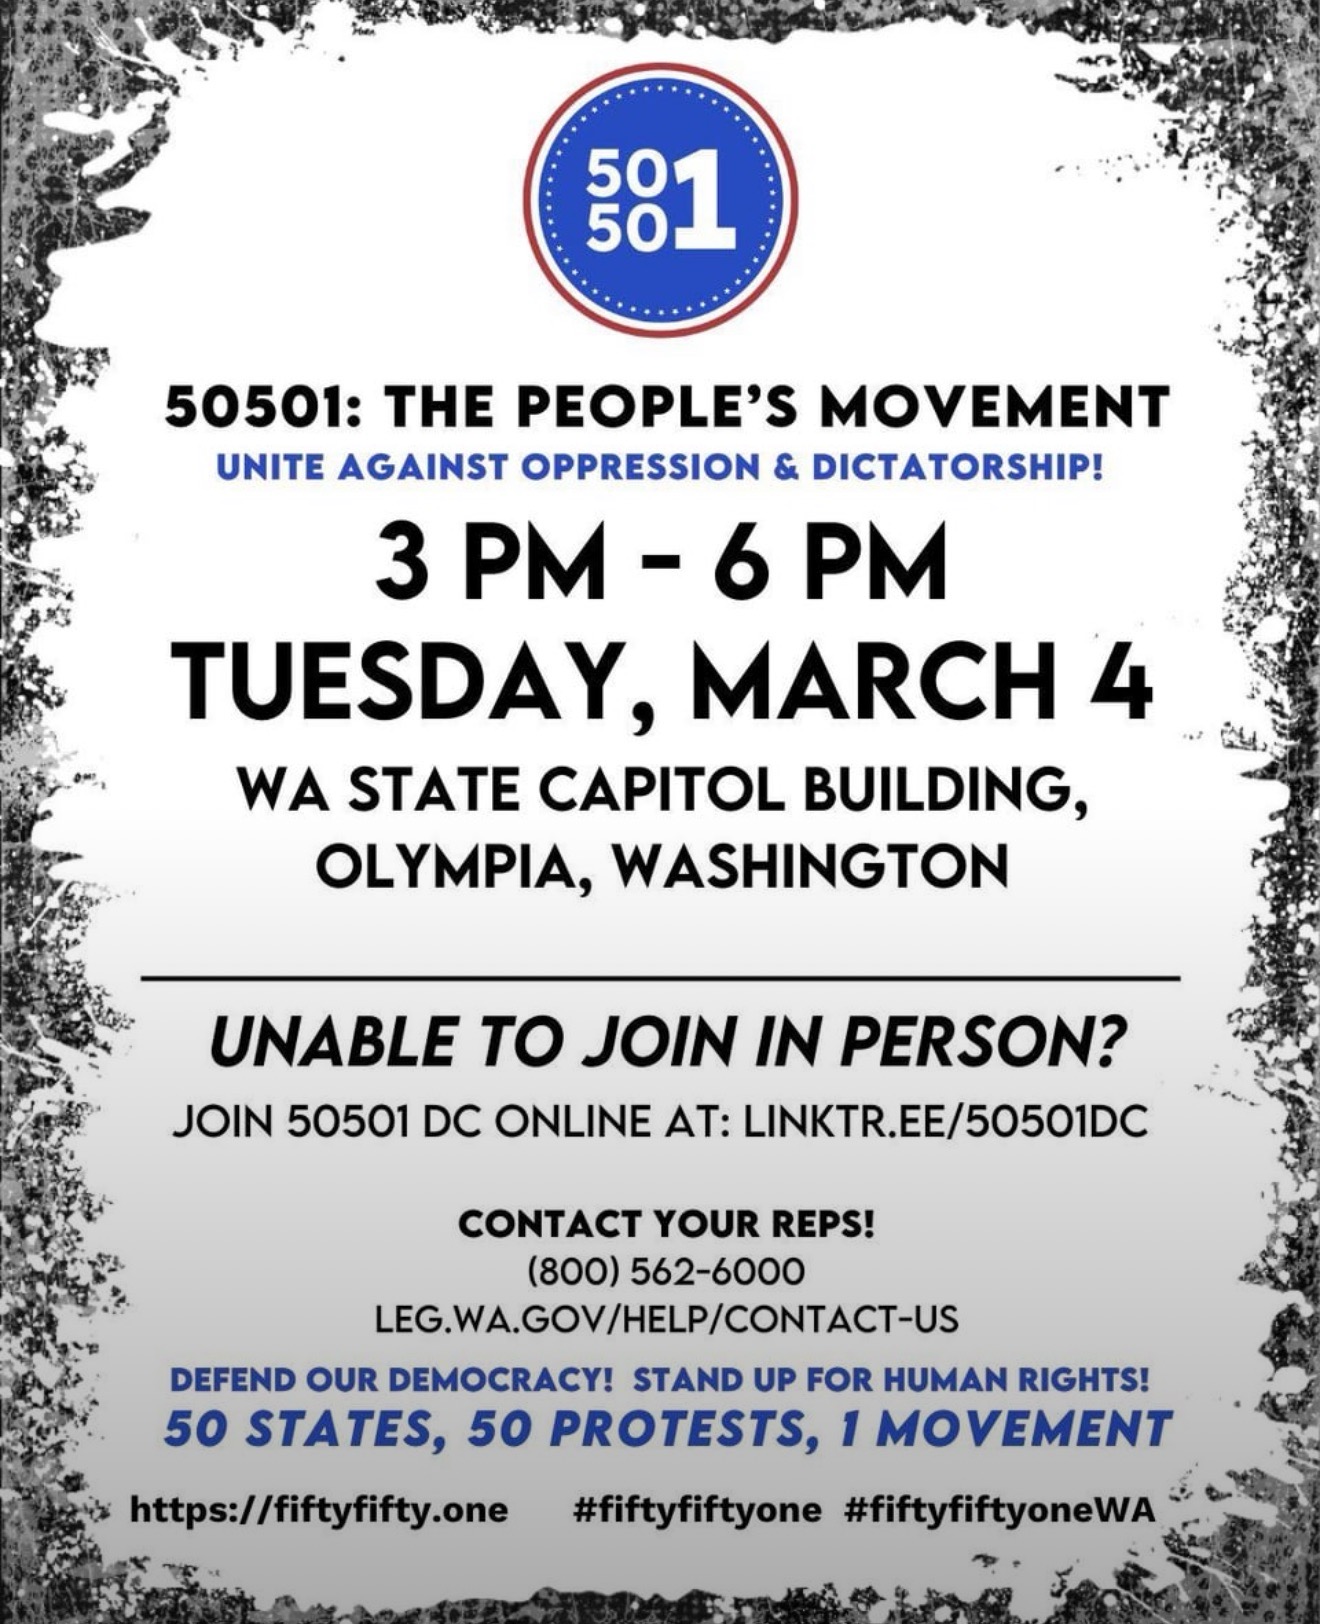 50
50
1
50501: THE PEOPLE'S MOVEMENT
UNITE AGAINST OPPRESSION & DICTATORSHIP!
3 PM - 6 PM
TUESDAY, MARCH 4
WA STATE CAPITOL BUILDING,
OLYMPIA, WASHINGTON
UNABLE TO JOIN IN PERSON?
JOIN 50501 DC ONLINE AT: LINKTR.EE/50501DC
CONTACT YOUR REPS!
(800) 562-6000
LEG.WA.GOV/HELP/CONTACT-US
DEFEND OUR DEMOCRACY! STAND UP FOR HUMAN RIGHTS!
50 STATES, 50 PROTESTS, 1 MOVEMENT
https://fiftyfifty.one #fiftyfiftyone #fiftyfiftyoneWA